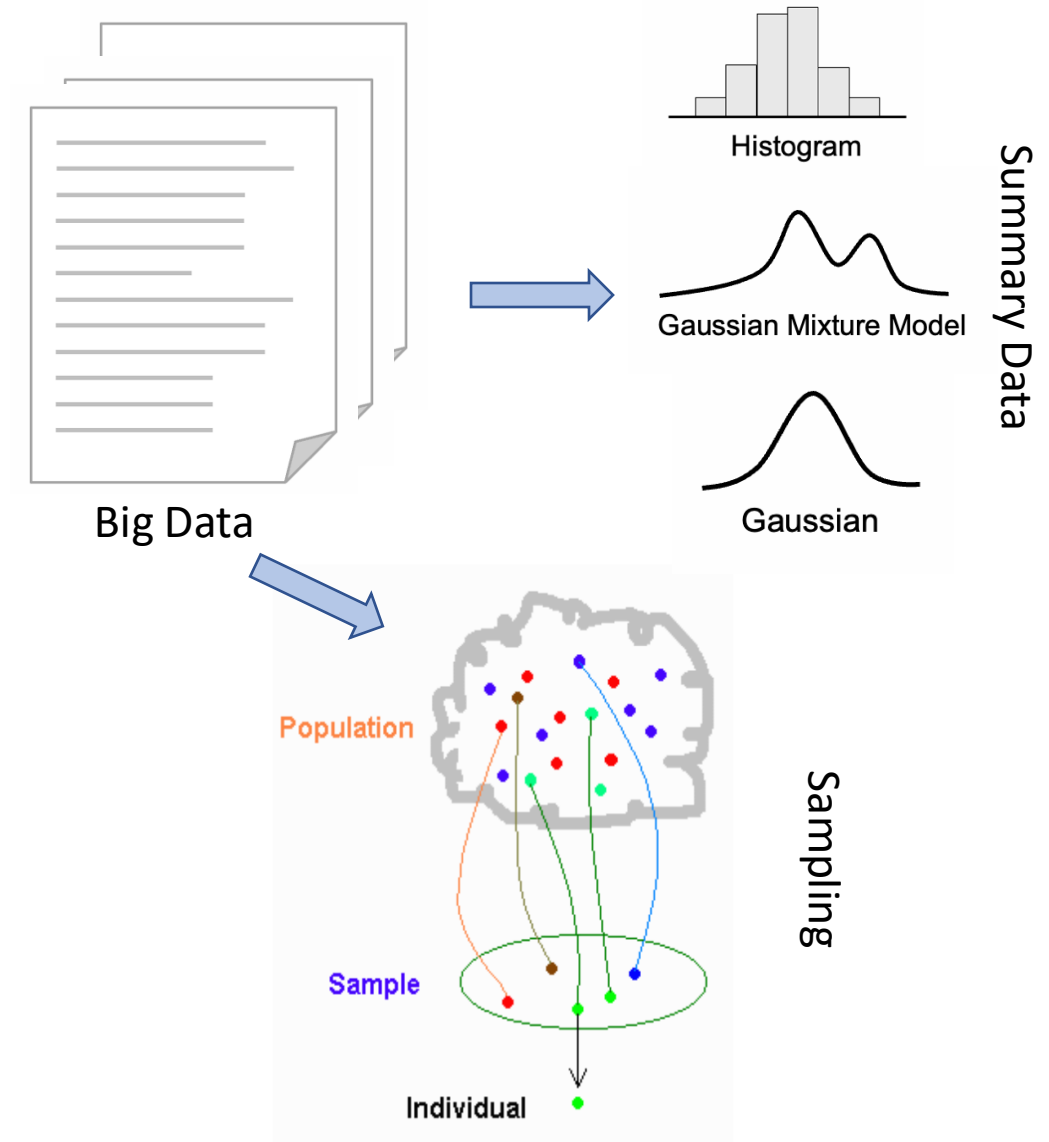 Big Data
Histogram
Gaussian Mixture Model
Gaussian
Summary Data
Population
Sample
Individual
Sampling